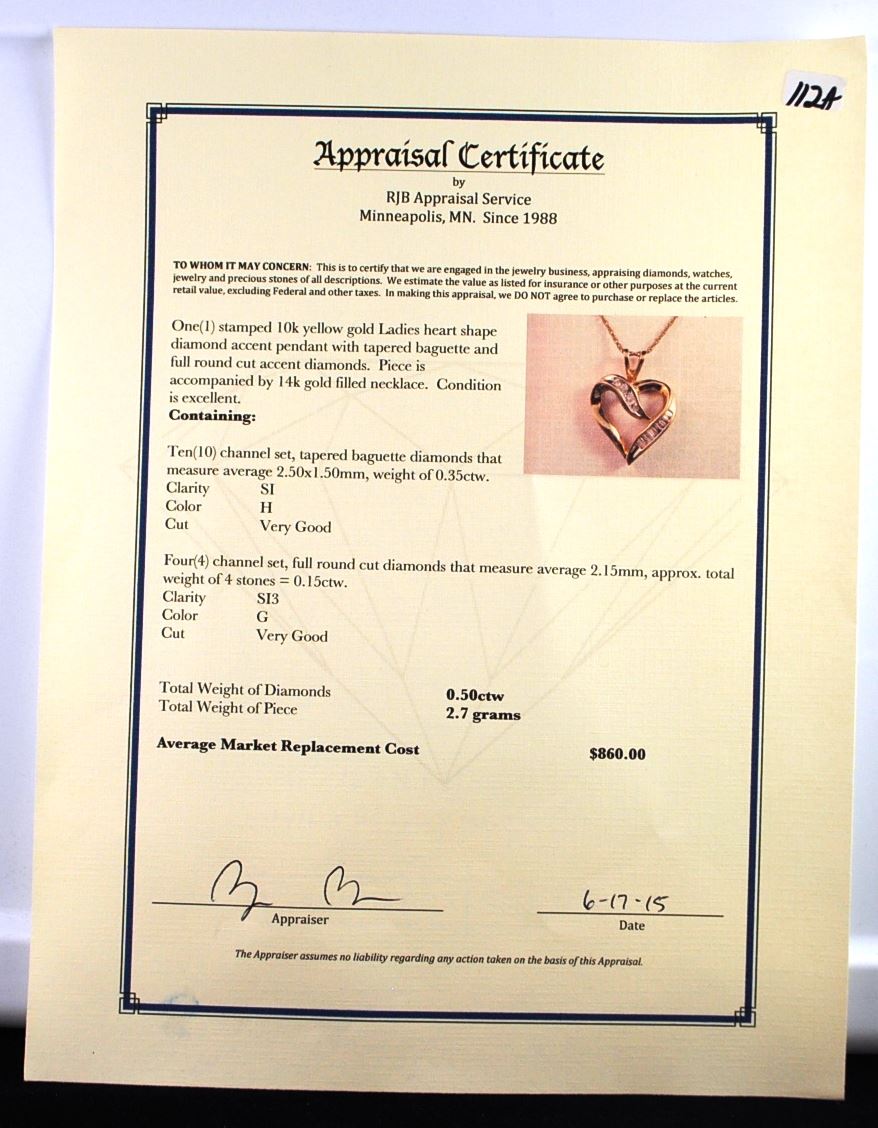 112A
Appraisal Certificate
by
RJB Appraisal Service
Minneapolis, MN. Since 1988
TO WHOM IT MAY CONCERN: This is to certify that we are engaged in the jewelry business, appraising diamonds, watches,
jewelry and precious stones of all descriptions. We estimate the value as listed for insurance or other purposes at the current
retail value, excluding Federal and other taxes. In making this appraisal, we DO NOT agree to purchase or replace the articles.
One(1) stamped 10k yellow gold Ladies heart shape
diamond accent pendant with tapered baguette and
full round cut accent diamonds. Piece is
accompanied by 14k gold filled necklace. Condition
is excellent.
Containing:
Ten(10) channel set, tapered baguette diamonds that
measure average 2.50x1.50mm, weight of 0.35ctw.
Clarity SI
Color H
Cut Very Good
Four(4) channel set, full round cut diamonds that measure average 2.15mm, approx. total
weight of 4 stones = 0.15ctw.
Clarity SI3
Color G
Cut Very Good
Total Weight of Diamonds 0.50ctw
Total Weight of Piece 2.7 grams
Average Market Replacement Cost $860.00
6-17-15
Appraiser Date
The Appraiser assumes no liability regarding any action taken on the basis of this Appraisal.